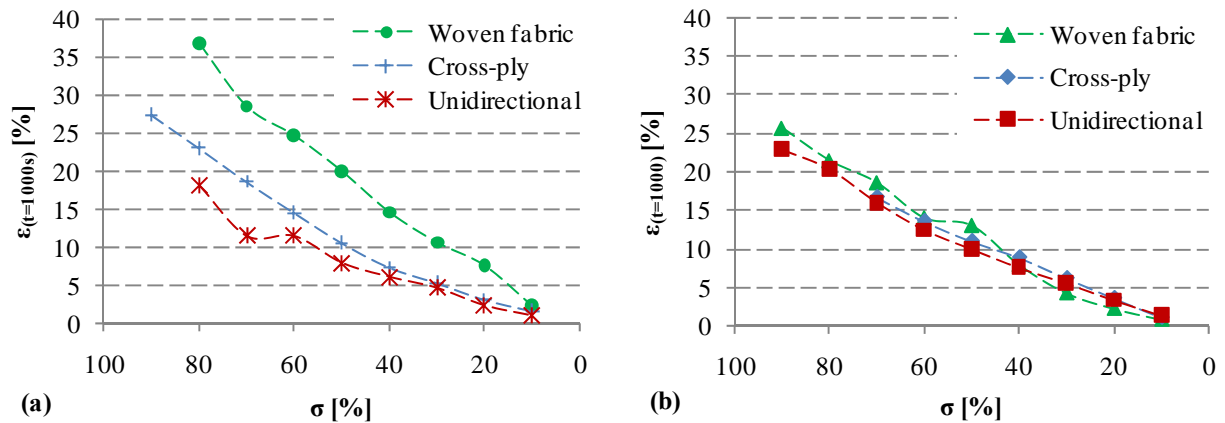 40
35
30
25
20
15
10
5
0
ε(t=1000s) [%]
Woven fabric
Cross-ply
Unidirectional
100 80 60 40 20 0
σ [%]
(a)
40
35
30
25
20
15
10
5
0
ε(t=1000) [%]
Woven fabric
Cross-ply
Unidirectional
100 80 60 40 20 0
σ [%]
(b)